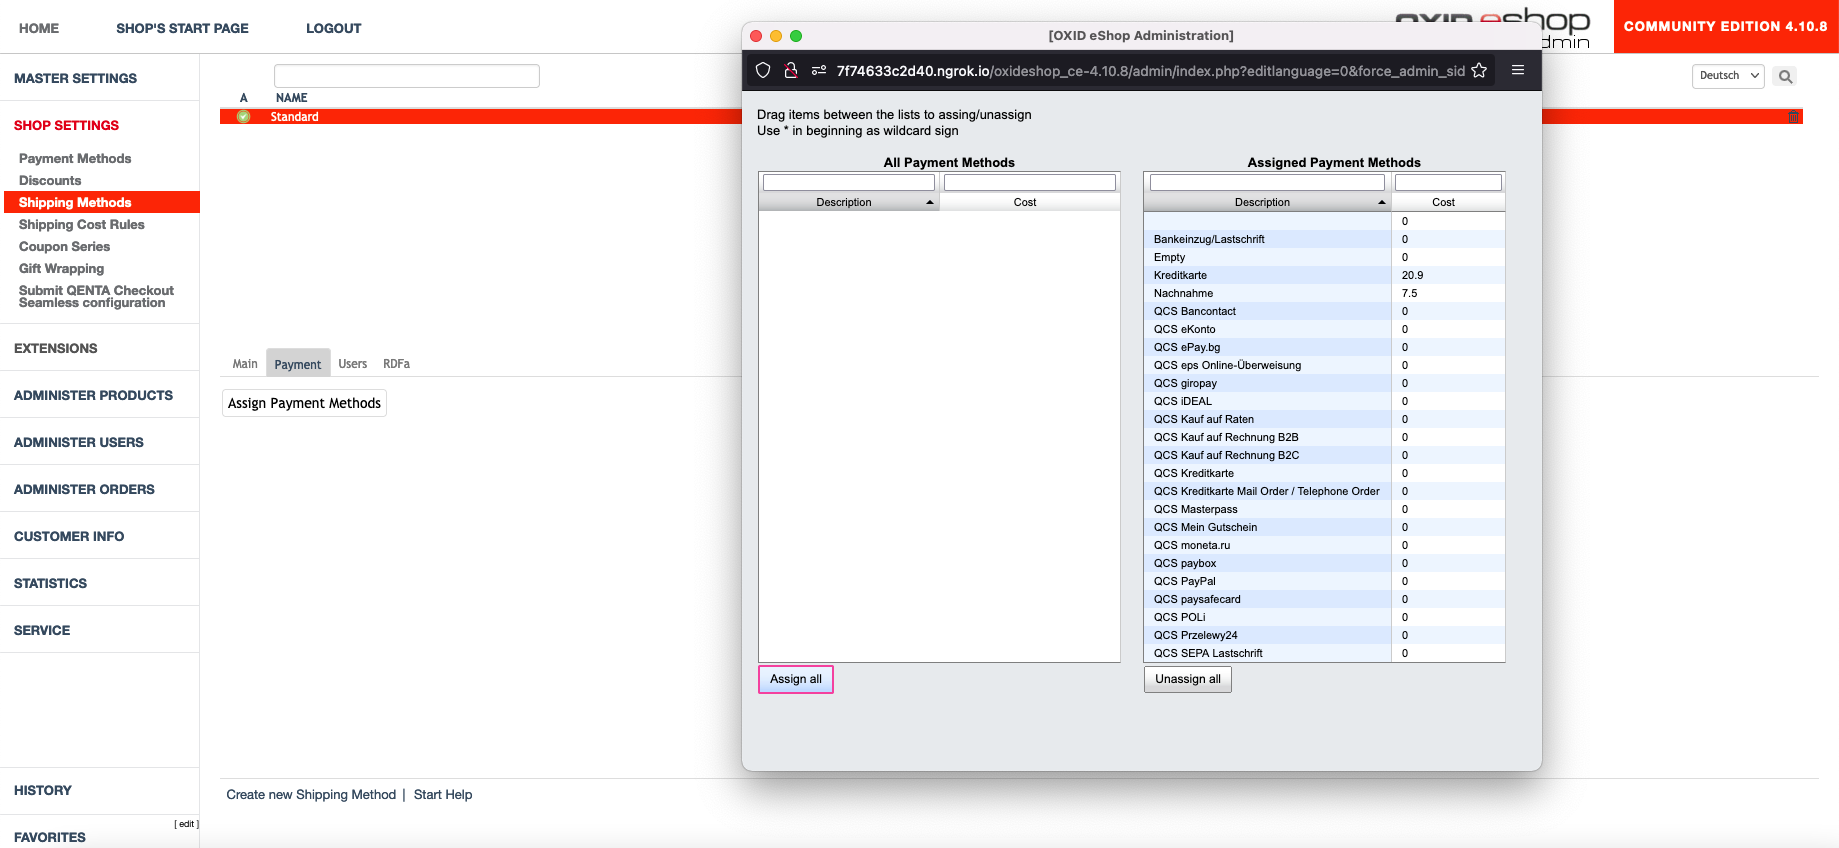 HOME
SHOP'S START PAGE
LOGOUT
oxid eshop
admin
COMMUNITY EDITION 4.10.8
MASTER SETTINGS
SHOP SETTINGS
Payment Methods
Discounts
Shipping Methods
Shipping Cost Rules
Coupon Series
Gift Wrapping
Submit QENTA Checkout
Seamless configuration
EXTENSIONS
ADMINISTER PRODUCTS
ADMINISTER USERS
ADMINISTER ORDERS
CUSTOMER INFO
STATISTICS
SERVICE
HISTORY
[ edit ]
FAVORITES
A NAME
Standard
Deutsch
Main Payment Users RDFa
Assign Payment Methods
Create new Shipping Method | Start Help
[OXID eShop Administration]
7f74633c2d40.ngrok.io/oxideshop_ce-4.10.8/admin/index.php?editlanguage=0&force_admin_sid
Drag items between the lists to assing/unassign
Use * in beginning as wildcard sign
All Payment Methods
Description Cost
Assign all
Assigned Payment Methods
Description Cost
0
Bankeinzug/Lastschrift 0
Empty 0
Kreditkarte 20.9
Nachnahme 7.5
QCS Bancontact 0
QCS eKonto 0
QCS ePay.bg 0
QCS eps Online-Überweisung 0
QCS giropay 0
QCS iDEAL 0
QCS Kauf auf Raten 0
QCS Kauf auf Rechnung B2B 0
QCS Kauf auf Rechnung B2C 0
QCS Kreditkarte 0
QCS Kreditkarte Mail Order / Telephone Order 0
QCS Masterpass 0
QCS Mein Gutschein 0
QCS moneta.ru 0
QCS paybox 0
QCS PayPal 0
QCS paysafecard 0
QCS POLi 0
QCS Przelewy24 0
QCS SEPA Lastschrift 0
Unassign all